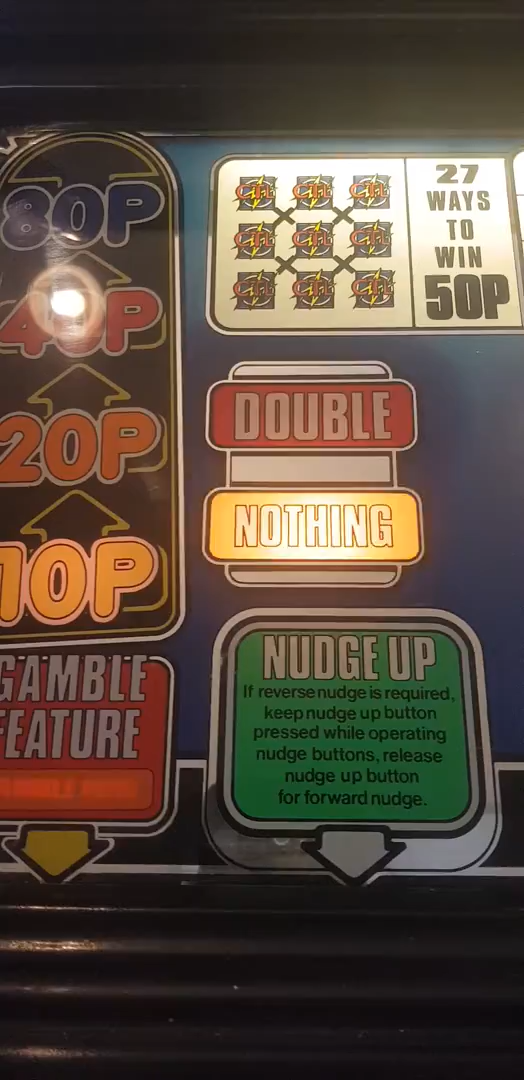 80P
40P
20P
10P
GAMBLE
FEATURE
27
WAYS
TO
WIN
50P
DOUBLE
NOTHING
NUDGE UP
If reverse nudge is required,
keep nudge up button
pressed while operating
nudge buttons, release
nudge up button
for forward nudge.